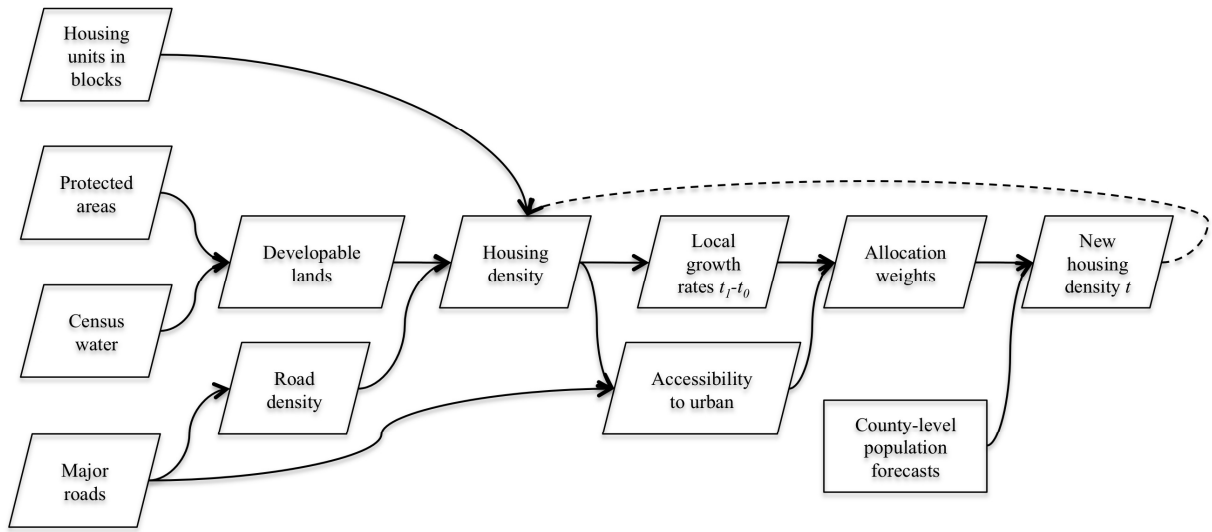 Housing
units in
blocks
Protected
areas
Census
water
Major
roads
Developable
lands
Road
density
Housing
density
Local
growth
rates t1-t0
Accessibility
to urban
Allocation
weights
County-level
population
forecasts
New
housing
density t